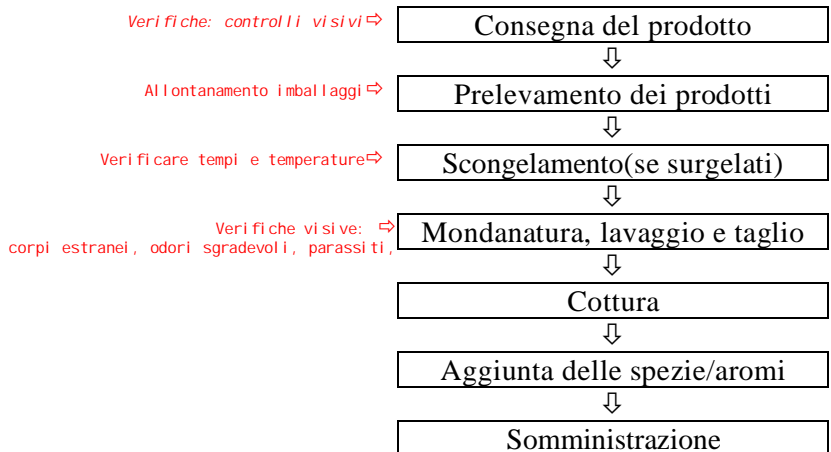 Verifiche: controlli visivi⇨ Consegna del prodotto
⇩
Allontanamento imballaggi⇨ Prelevamento dei prodotti
⇩
Verificare tempi e temperature⇨ Scongelamento(se surgelati)
⇩
Verifiche visive: ⇨
corpi estranei, odori sgradevoli, parassiti,
Mondanatura, lavaggio e taglio
⇩
Cottura
⇩
Aggiunta delle spezie/aromi
⇩
Somministrazione